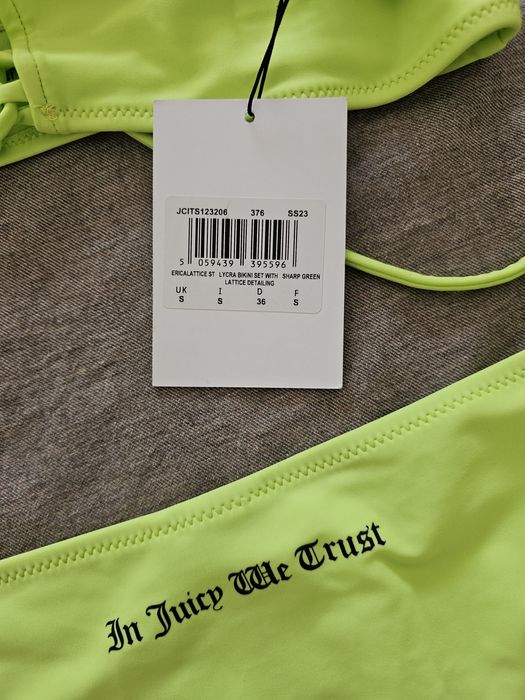 JCITS123206 376 SS23
5 059439 395596
ERICALATTICE ST LYCRA BIKINI SET WITH SHARP GREEN
LATTICE DETAILING
UK I D F
S S 36 S
In Juicy We Trust